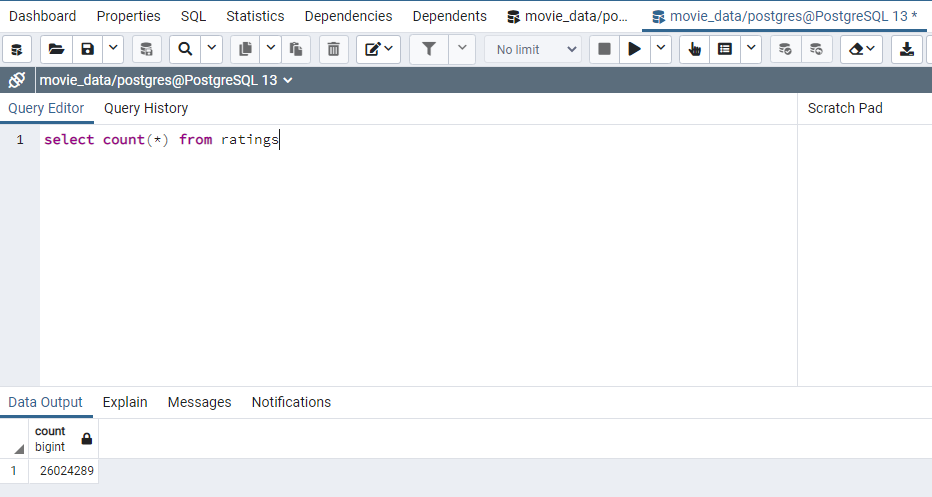 Dashboard Properties SQL Statistics Dependencies Dependents movie_data/po... movie_data/postgres@PostgreSQL 13 *
No limit
movie_data/postgres@PostgreSQL 13
Query Editor Query History Scratch Pad
1 select count(*) from ratings
Data Output Explain Messages Notifications
count
bigint
1 26024289